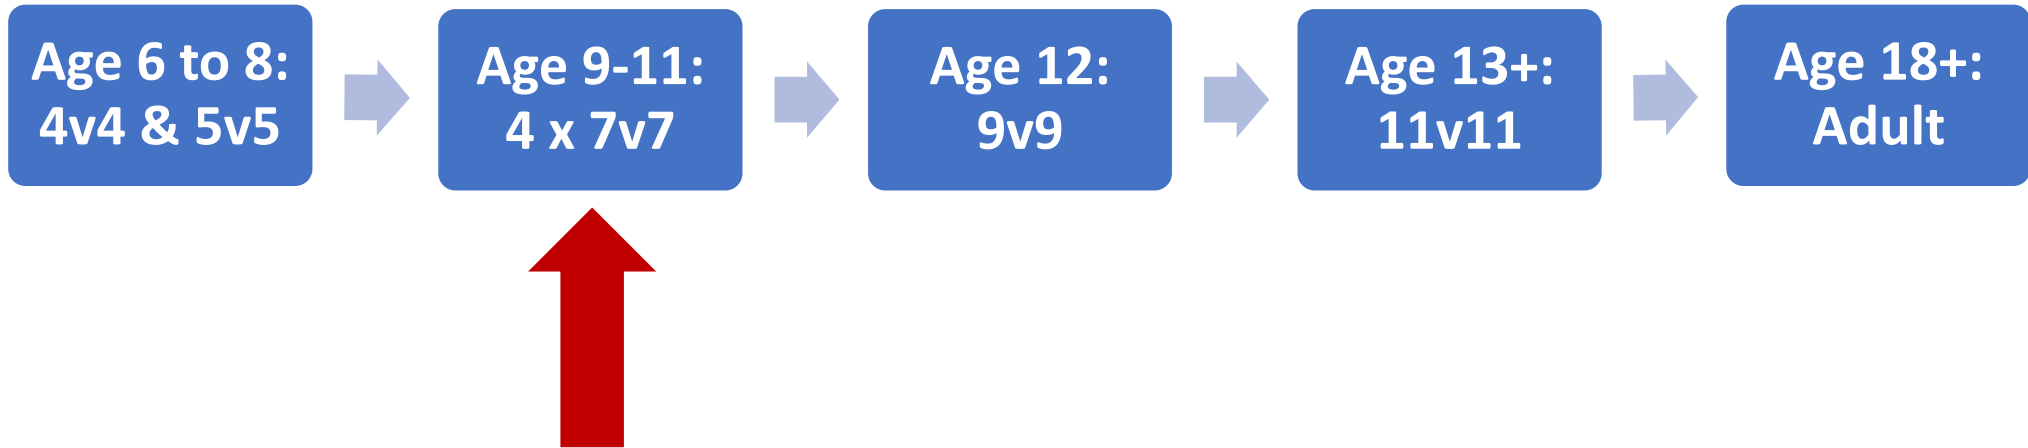 Age 6 to 8:
4v4 & 5v5
Age 9-11:
4 x 7v7
Age 12:
9v9
Age 13+:
11v11
Age 18+:
Adult